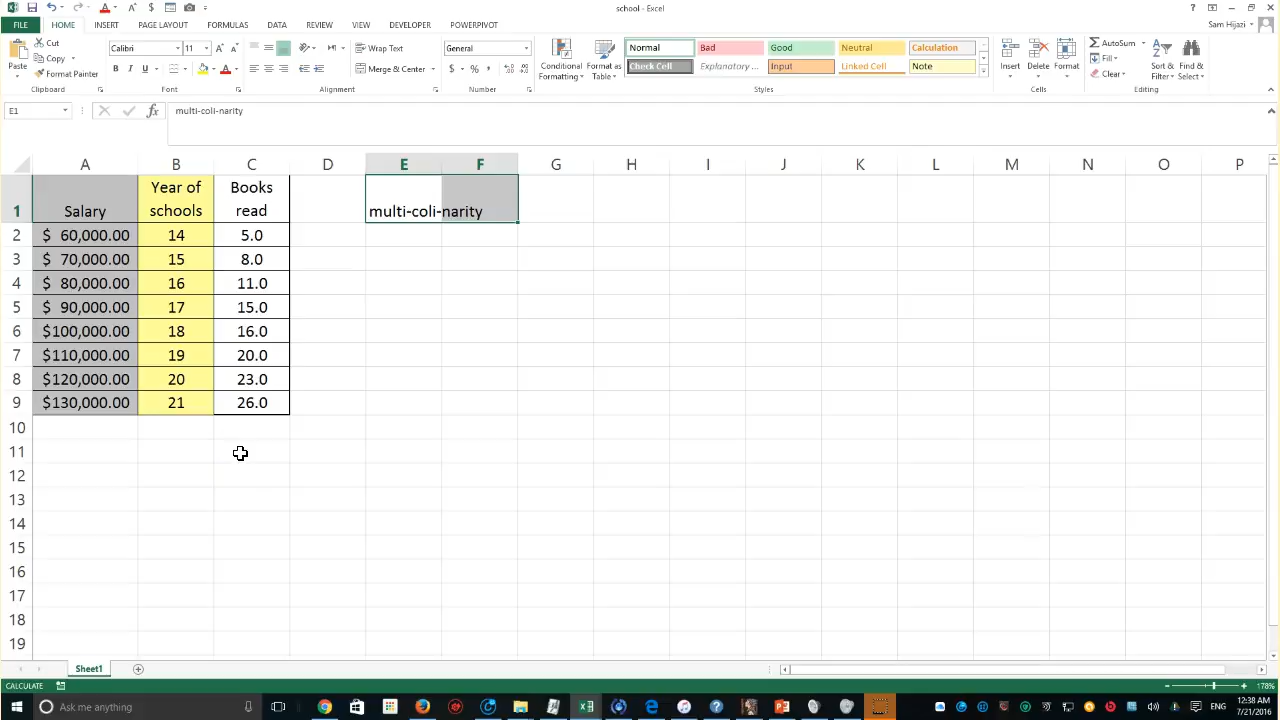 school - Excel
FILE HOME INSERT PAGE LAYOUT FORMULAS DATA REVIEW VIEW DEVELOPER POWERPIVOT
Sam Hijazi
Paste
Cut
Copy
Format Painter
Clipboard
Calibri 11
B I U
Font
Wrap Text
Merge & Center
Alignment
General
$ %
Number
Conditional Formatting
Format as Table
Normal Bad Good Neutral Calculation
Check Cell Explanatory ... Input Linked Cell Note
Styles
Insert Delete Format
Cells
AutoSum
Fill
Clear
Sort & Filter
Find & Select
Editing
E1 fx multi-coli-narity
A B C D E F G H I J K L M N O P
1 Salary Year of schools Books read multi-coli-narity
2 $ 60,000.00 14 5.0
3 $ 70,000.00 15 8.0
4 $ 80,000.00 16 11.0
5 $ 90,000.00 17 15.0
6 $100,000.00 18 16.0
7 $110,000.00 19 20.0
8 $120,000.00 20 23.0
9 $130,000.00 21 26.0
10
11
12
13
14
15
16
17
18
19
Sheet1
CALCULATE
178%
Ask me anything
ENG
12:38 AM
7/21/2016